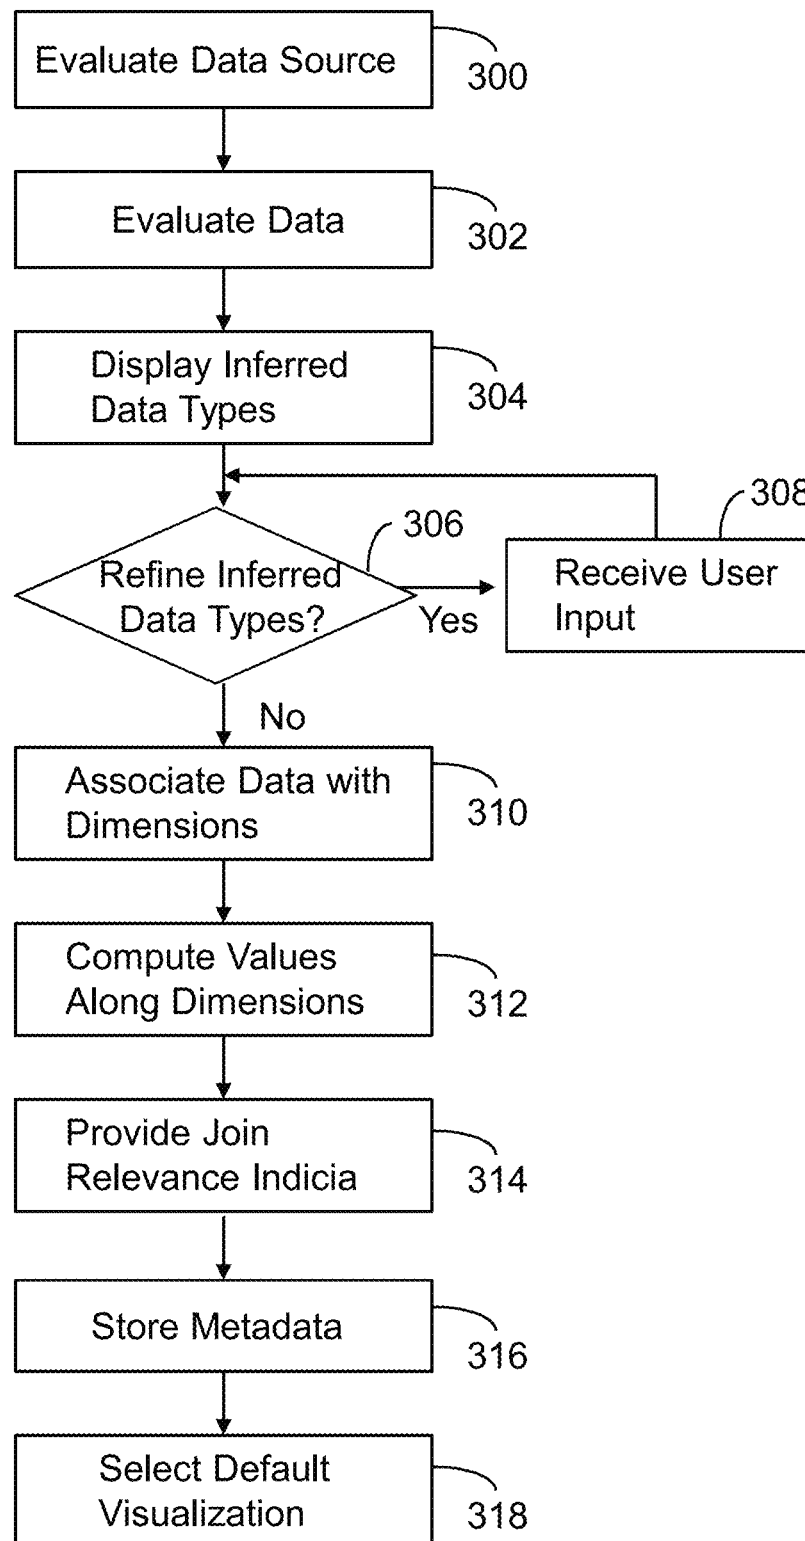 Evaluate Data Source
300
Evaluate Data
302
Display Inferred
Data Types
304
308
306
Refine Inferred
Data Types?
Yes
Receive User
Input
No
Associate Data with
Dimensions
310
Compute Values
Along Dimensions
312
Provide Join
Relevance Indicia
314
Store Metadata
316
Select Default
Visualization
318